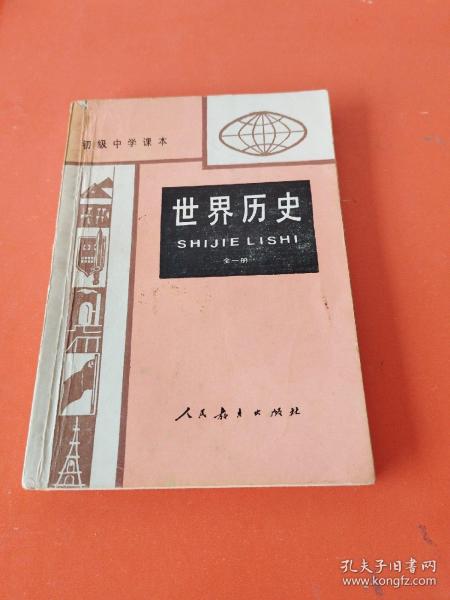 初级中学课本
世界历史
SHIJIE LISHI
全一册
人民教育出版社
孔夫子旧书网
www.kongfz.com